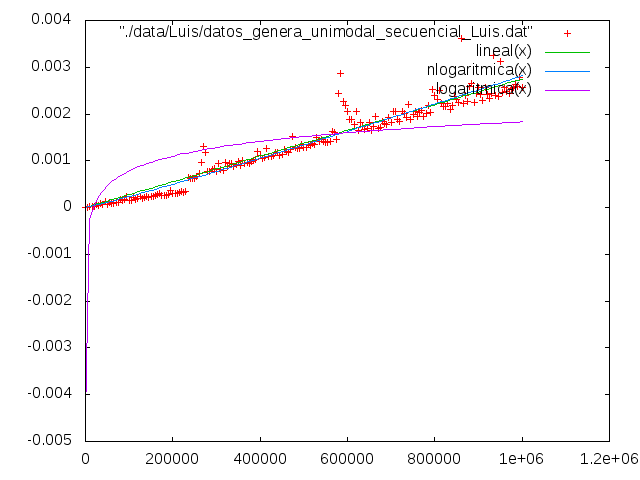 "./data/Luis/datos_genera_unimodal_secuencial_Luis.dat"
lineal(x)
nlogaritmica(x)
logaritmica(x)
0.004
0.003
0.002
0.001
0
-0.001
-0.002
-0.003
-0.004
-0.005
0 200000 400000 600000 800000 1e+06 1.2e+06